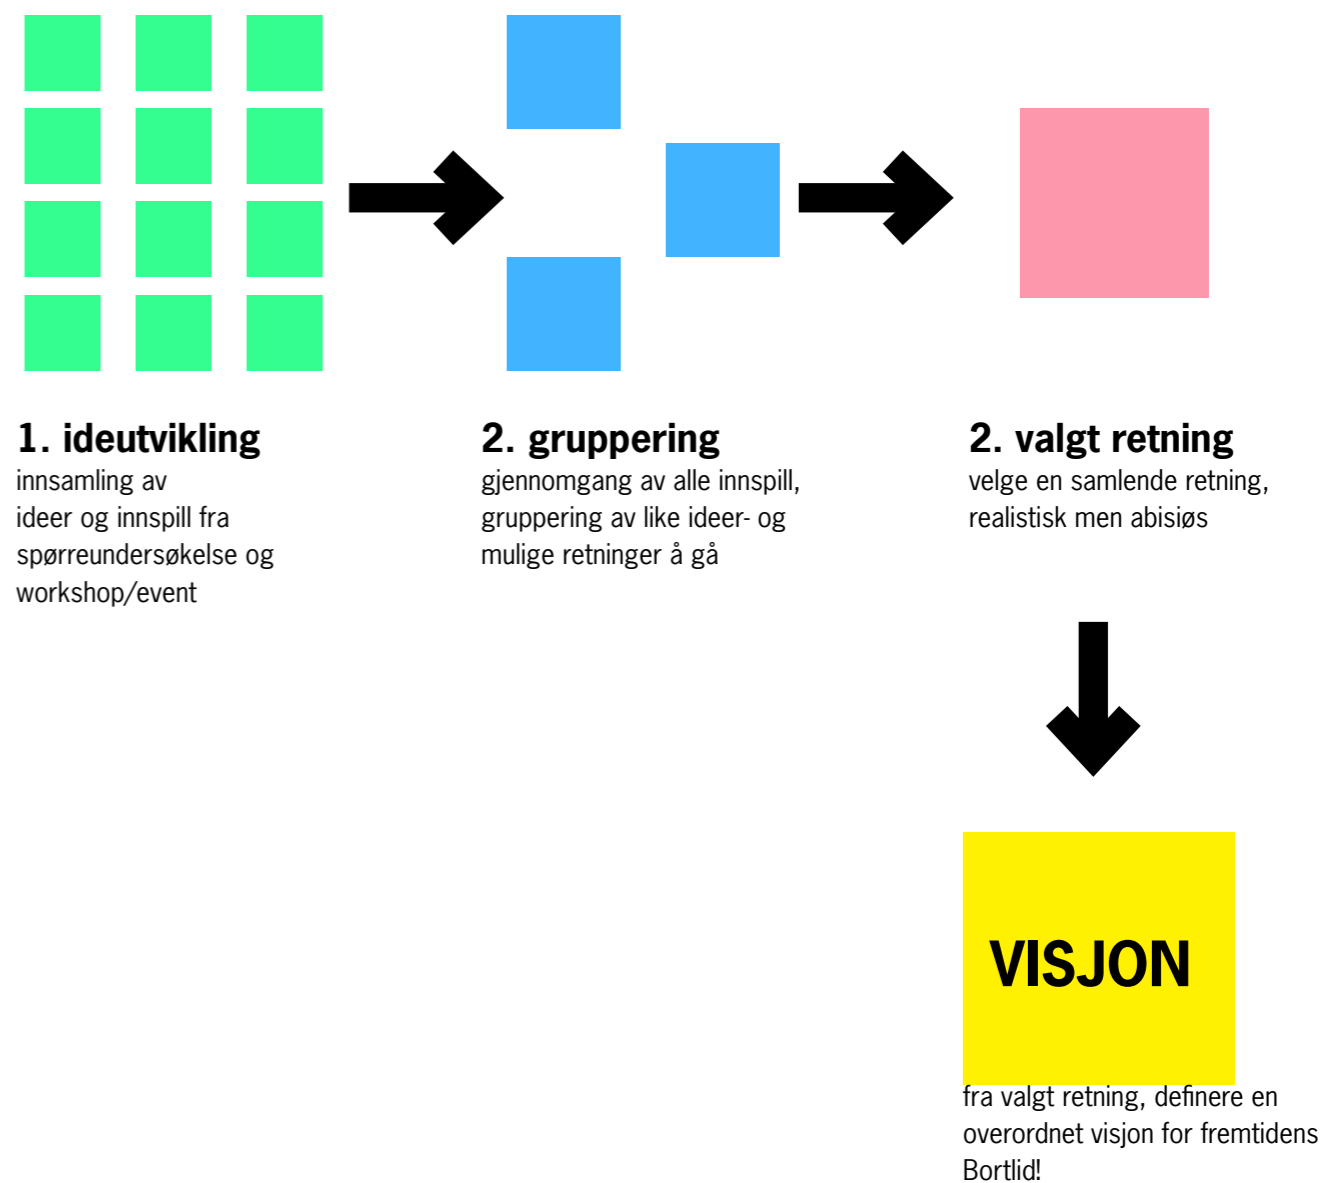 1. ideutvikling
innsamling av
ideer og innspill fra
spørreundersøkelse og
workshop/event
2. gruppering
gjennomgang av alle innspill,
gruppering av like ideer- og
mulige retninger å gå
2. valgt retning
velge en samlende retning,
realistisk men abisiøs
VISJON
fra valgt retning, definere en
overordnet visjon for fremtidens
Bortlid!